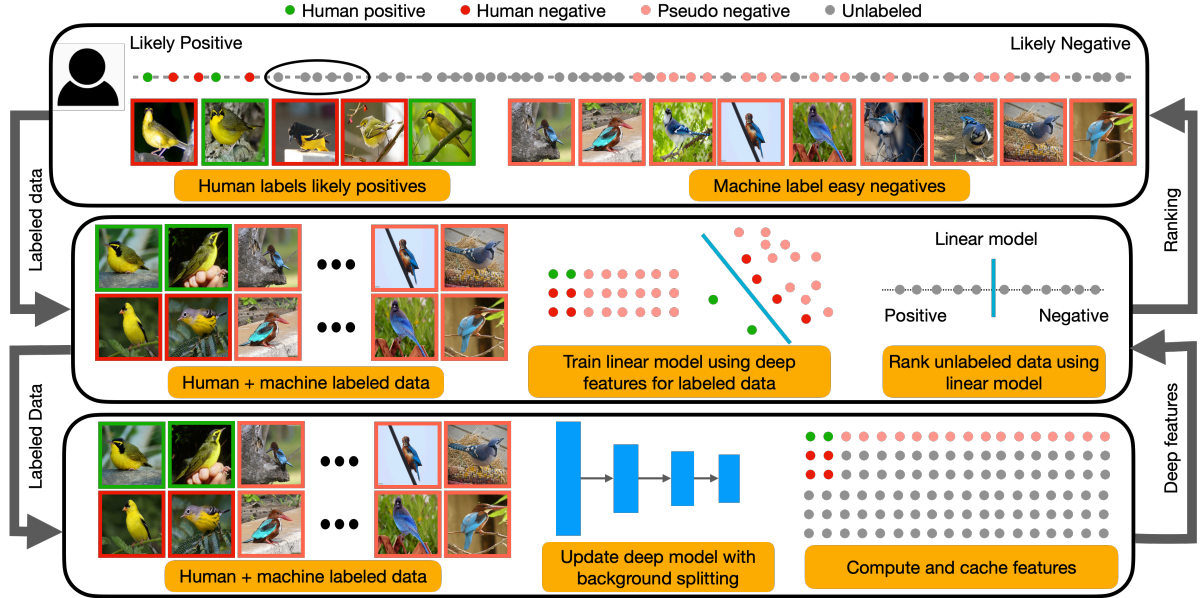 Human positive
Human negative
Pseudo negative
Unlabeled
Likely Positive
Likely Negative
Human labels likely positives
Machine label easy negatives
Labeled data
Ranking
Linear model
Positive
Negative
Human + machine labeled data
Train linear model using deep
features for labeled data
Rank unlabeled data using
linear model
Labeled Data
Deep features
Human + machine labeled data
Update deep model with
background splitting
Compute and cache features